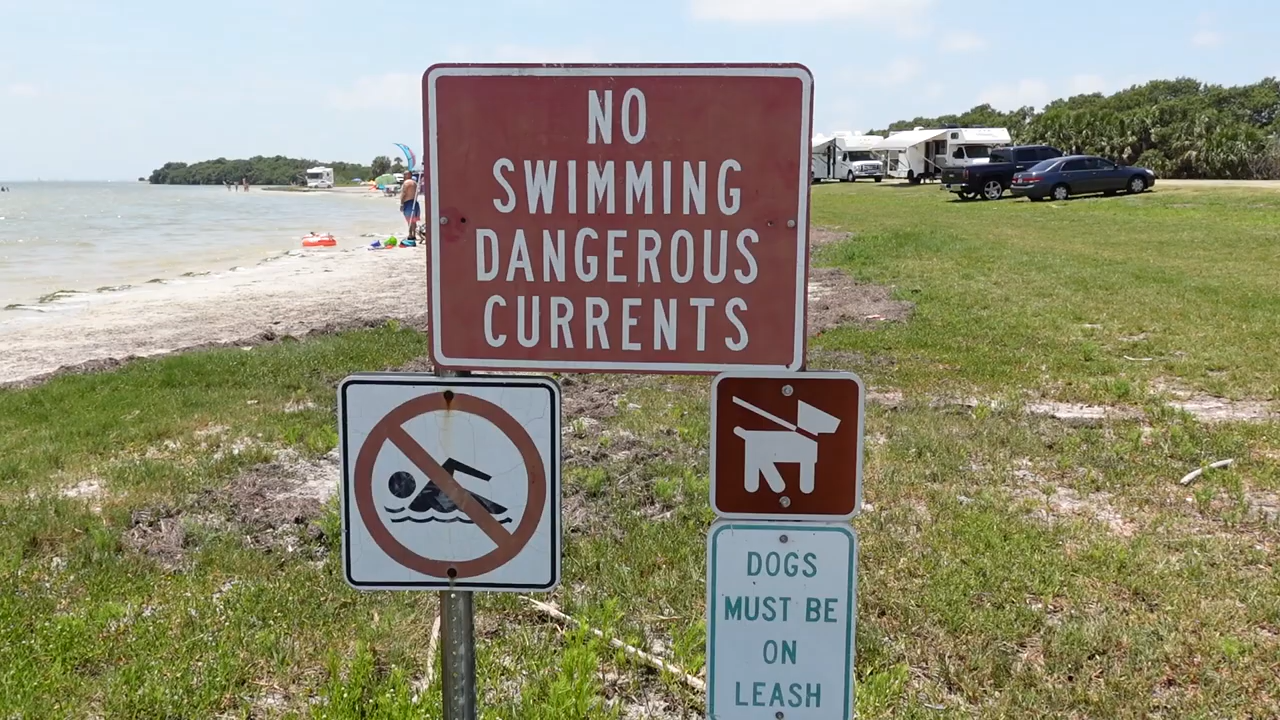 NO
SWIMMING
DANGEROUS
CURRENTS
DOGS
MUST BE
ON
LEASH